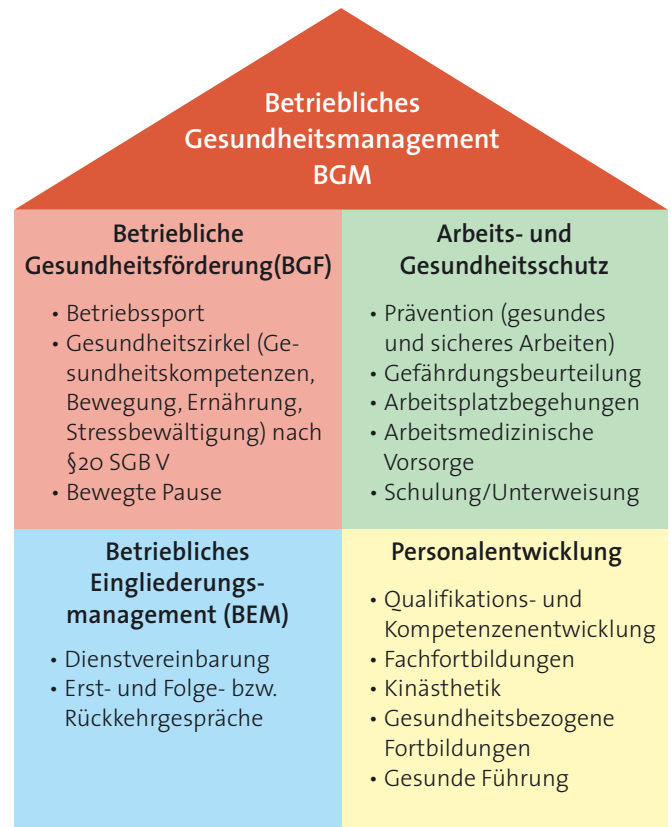 Betriebliches
Gesundheitsmanagement
BGM
Betriebliche
Gesundheitsförderung(BGF)
• Betriebssport
• Gesundheitszirkel (Ge-
sundheitskompetenzen,
Bewegung, Ernährung,
Stressbewältigung) nach
§20 SGB V
• Bewegte Pause
Arbeits- und
Gesundheitsschutz
• Prävention (gesundes
und sicheres Arbeiten)
• Gefährdungsbeurteilung
• Arbeitsplatzbegehungen
• Arbeitsmedizinische
Vorsorge
• Schulung/Unterweisung
Betriebliches
Eingliederungs-
management (BEM)
• Dienstvereinbarung
• Erst- und Folge- bzw.
Rückkehrgespräche
Personalentwicklung
• Qualifikations- und
Kompetenzenentwicklung
• Fachfortbildungen
• Kinästhetik
• Gesundheitsbezogene
Fortbildungen
• Gesunde Führung